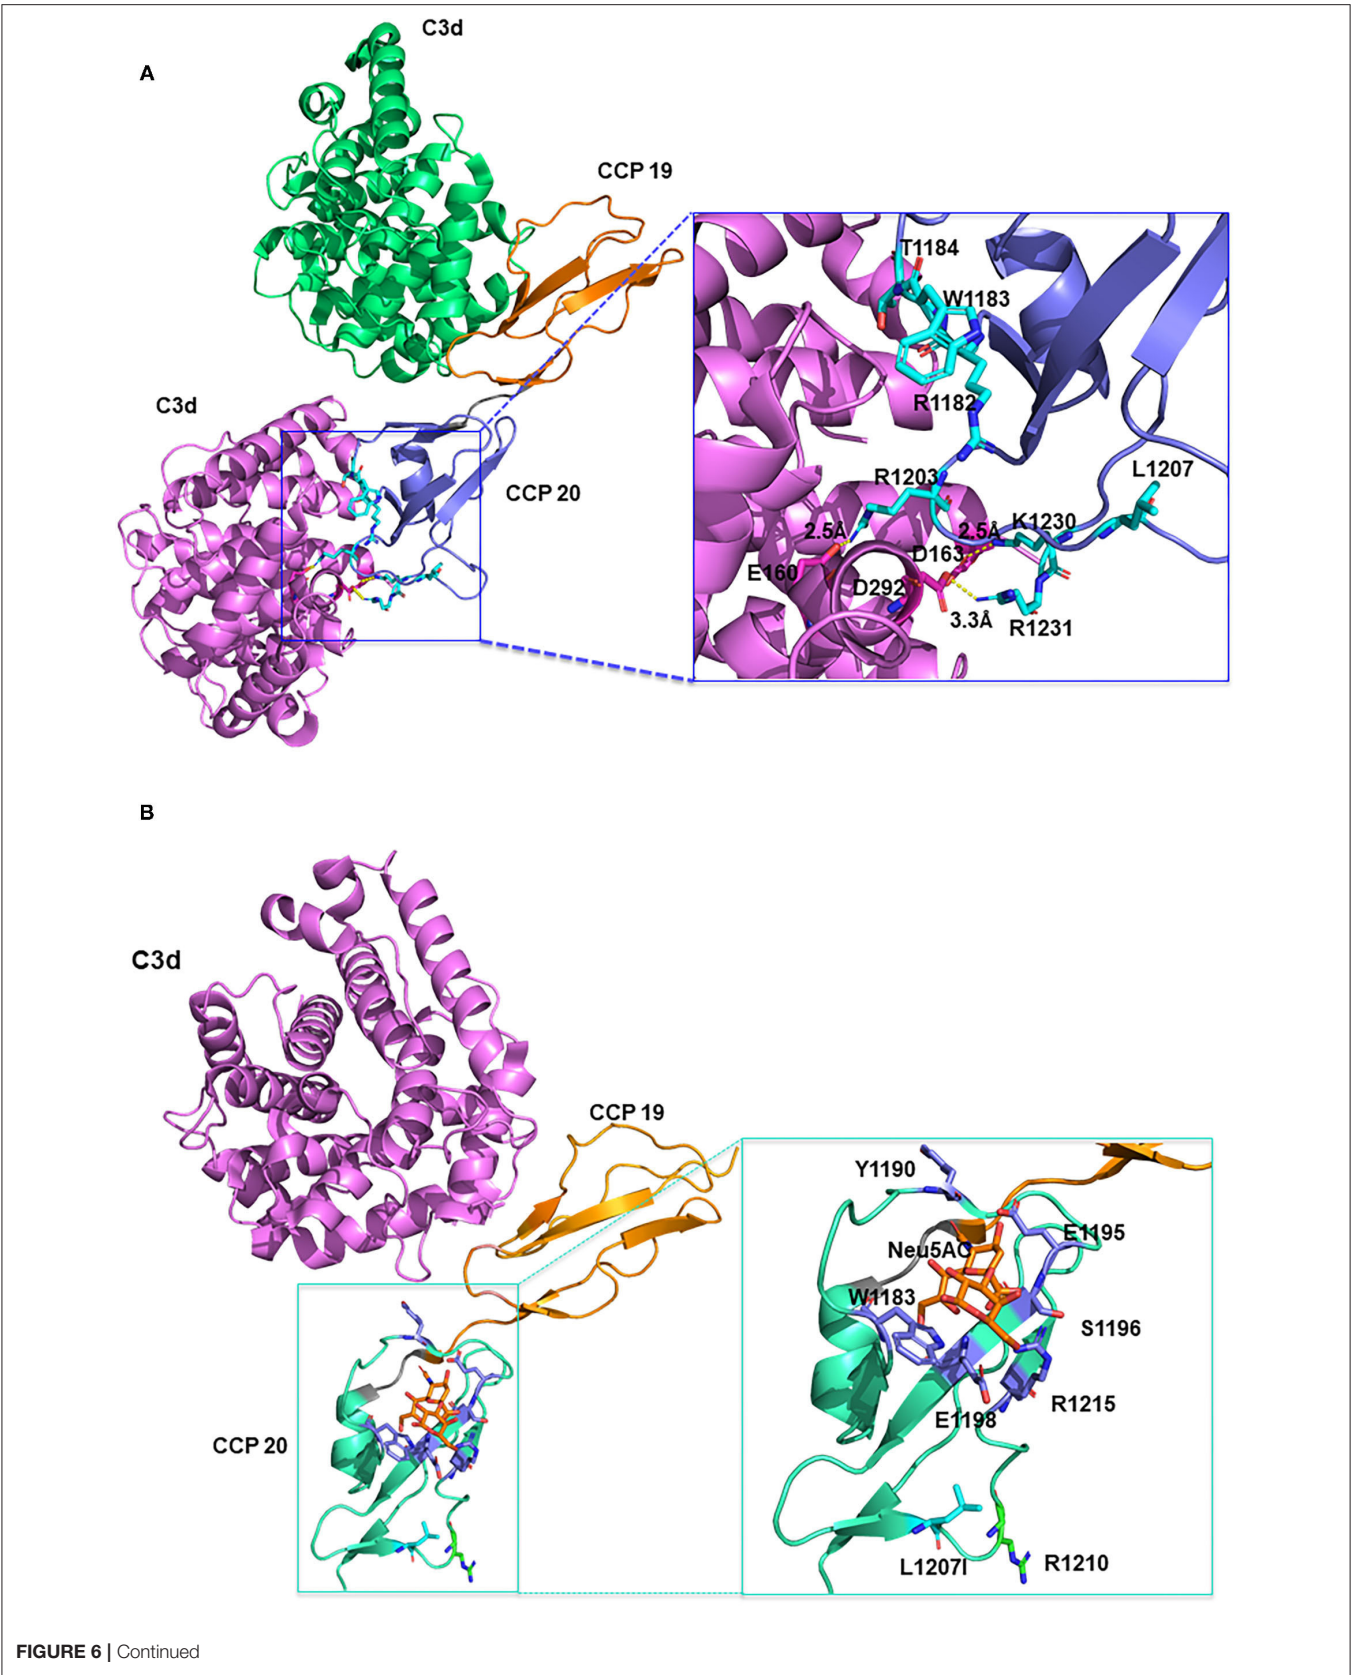 A
C3d
CCP 19
C3d
CCP 20
T1184
W1183
R1182
R1203
L1207
2.5Å
2.5Å
K1230
D163
E160
D292
3.3Å
R1231
B
C3d
CCP 19
CCP 20
Y1190
E1195
Neu5AC
W1183
S1196
R1215
E1198
L1207I
R1210
FIGURE 6 | Continued